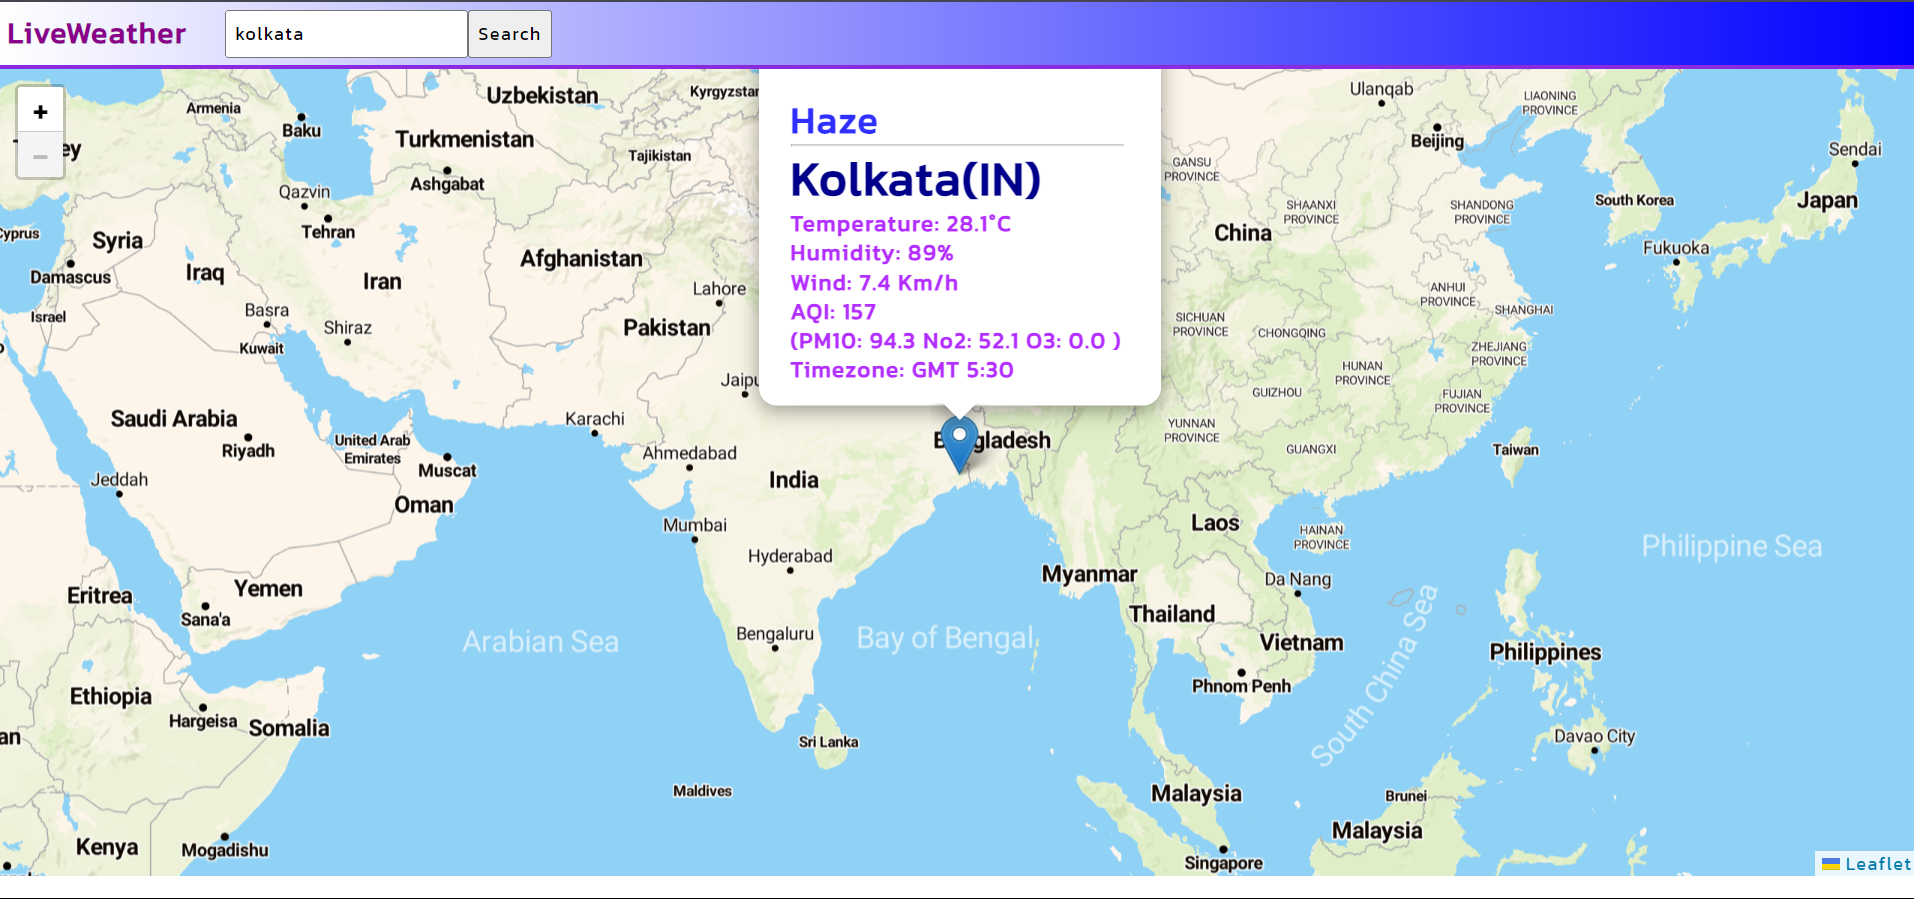 LiveWeather
kolkata
Search
+
−
Haze
Kolkata(IN)
Temperature: 28.1°C
Humidity: 89%
Wind: 7.4 Km/h
AQI: 157
(PM10: 94.3 No2: 52.1 O3: 0.0 )
Timezone: GMT 5:30
Armenia
Baku
Uzbekistan
Turkmenistan
Ashgabat
Tajikistan
Qazvin
Tehran
Syria
Damascus
Iraq
Iran
Israel
Basra
Kuwait
Shiraz
Afghanistan
Lahore
Pakistan
Karachi
Saudi Arabia
Riyadh
United Arab
Emirates
Muscat
Oman
Jeddah
Yemen
Sana'a
Eritrea
Ethiopia
Hargeisa
Somalia
Kenya
Mogadishu
Ahmedabad
India
Mumbai
Hyderabad
Bengaluru
Sri Lanka
Maldives
Arabian Sea
Bay of Bengal
Ulanqab
Beijing
LIAONING
PROVINCE
GANSU
PROVINCE
SHAANXI
PROVINCE
SHANDONG
PROVINCE
China
South Korea
Sendai
Japan
Fukuoka
ANHUI
PROVINCE
SHANGHAI
SICHUAN
PROVINCE
CHONGQING
ZHEJIANG
PROVINCE
HUNAN
PROVINCE
GUIZHOU
FUJIAN
PROVINCE
YUNNAN
PROVINCE
GUANGXI
Taiwan
Laos
HAINAN
PROVINCE
Da Nang
Myanmar
Thailand
Vietnam
Phnom Penh
South China Sea
Philippine Sea
Philippines
Davao City
Malaysia
Brunei
Malaysia
Singapore
Leaflet